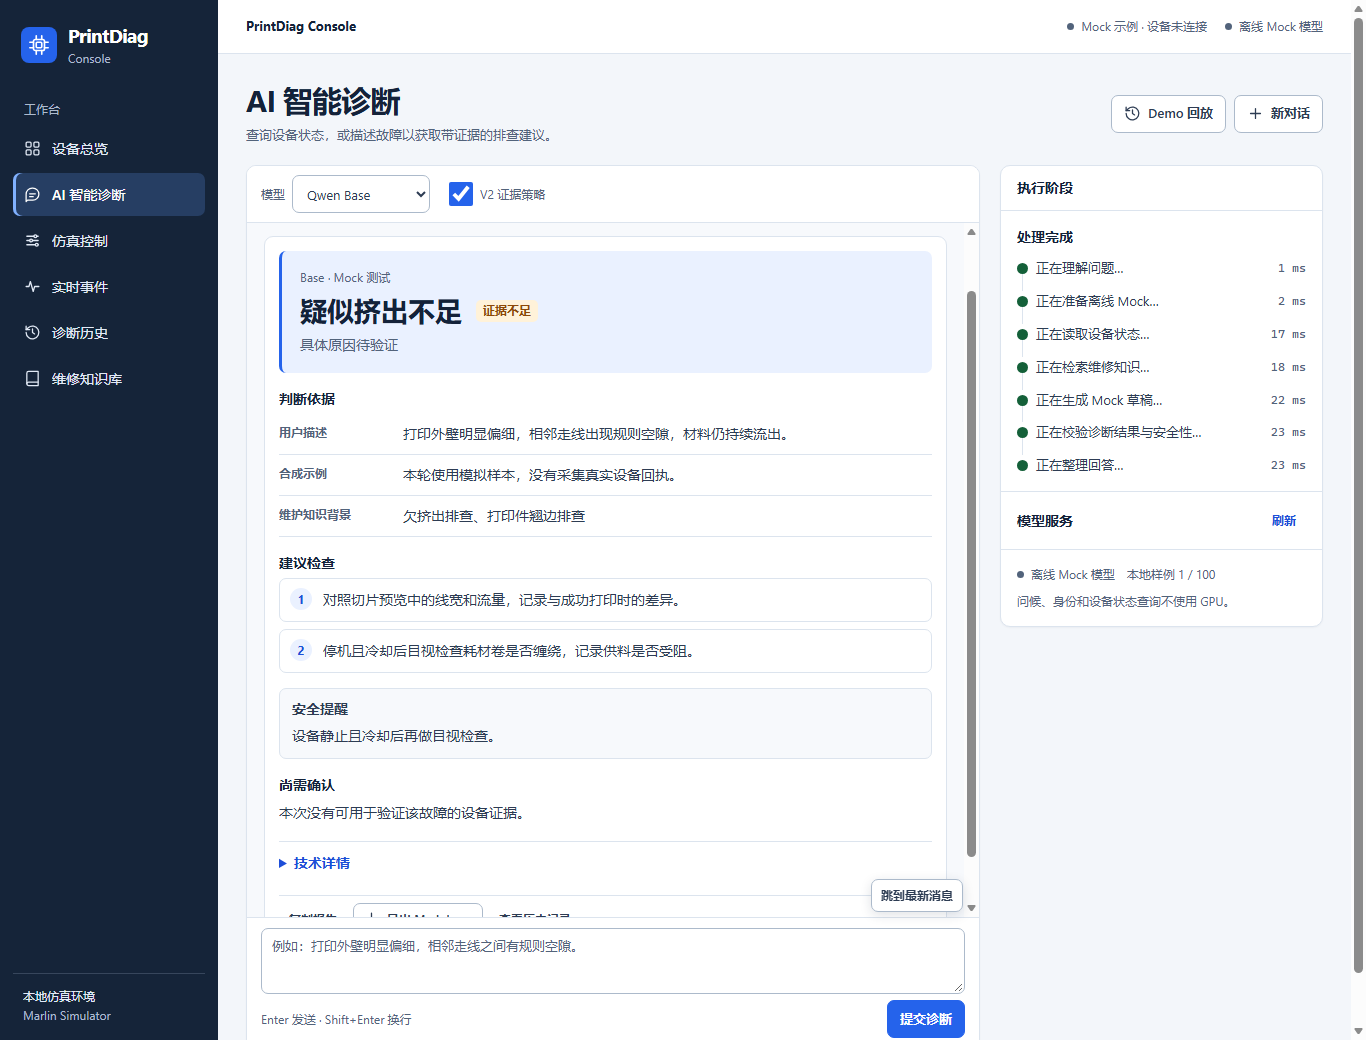 PrintDiag
Console
工作台
设备总览
AI 智能诊断
仿真控制
实时事件
诊断历史
维修知识库
本地仿真环境
Marlin Simulator
PrintDiag Console
Mock 示例 · 设备未连接
离线 Mock 模型
AI 智能诊断
查询设备状态，或描述故障以获取带证据的排查建议。
Demo 回放
新对话
模型
Qwen Base
V2 证据策略
Base · Mock 测试
疑似挤出不足
证据不足
具体原因待验证
判断依据
用户描述
打印外壁明显偏细，相邻走线出现规则空隙，材料仍持续流出。
合成示例
本轮使用模拟样本，没有采集真实设备回执。
维护知识背景
欠挤出排查、打印件翘边排查
建议检查
1 对照切片预览中的线宽和流量，记录与成功打印时的差异。
2 停机且冷却后目视检查耗材卷是否缠绕，记录供料是否受阻。
安全提醒
设备静止且冷却后再做目视检查。
尚需确认
本次没有可用于验证该故障的设备证据。
技术详情
跳到最新消息
例如：打印外壁明显偏细，相邻走线之间有规则空隙。
Enter 发送 · Shift+Enter 换行
提交诊断
执行阶段
处理完成
正在理解问题... 1 ms
正在准备离线 Mock... 2 ms
正在读取设备状态... 17 ms
正在检索维修知识... 18 ms
正在生成 Mock 草稿... 22 ms
正在校验诊断结果与安全性... 23 ms
正在整理回答... 23 ms
模型服务
刷新
离线 Mock 模型 本地样例 1 / 100
问候、身份和设备状态查询不使用 GPU。